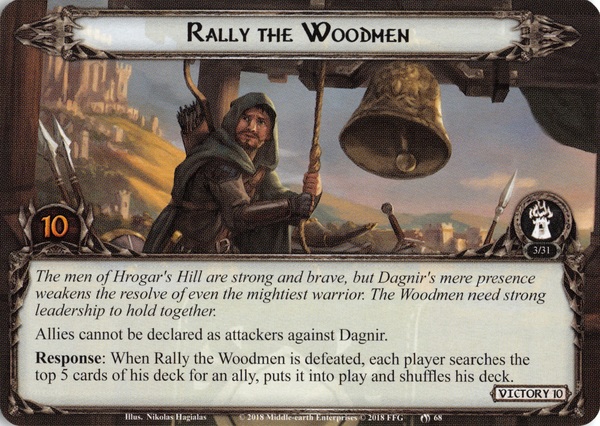 RALLY THE WOODMEN
10
3/31
The men of Hrogar's Hill are strong and brave, but Dagnir's mere presence
weakens the resolve of even the mightiest warrior. The Woodmen need strong
leadership to hold together.
Allies cannot be declared as attackers against Dagnir.
Response: When Rally the Woodmen is defeated, each player searches the
top 5 cards of his deck for an ally, puts it into play and shuffles his deck.
VICTORY 10
Illus. Nikolas Hagialas © 2018 Middle-earth Enterprises © 2018 FFG 68